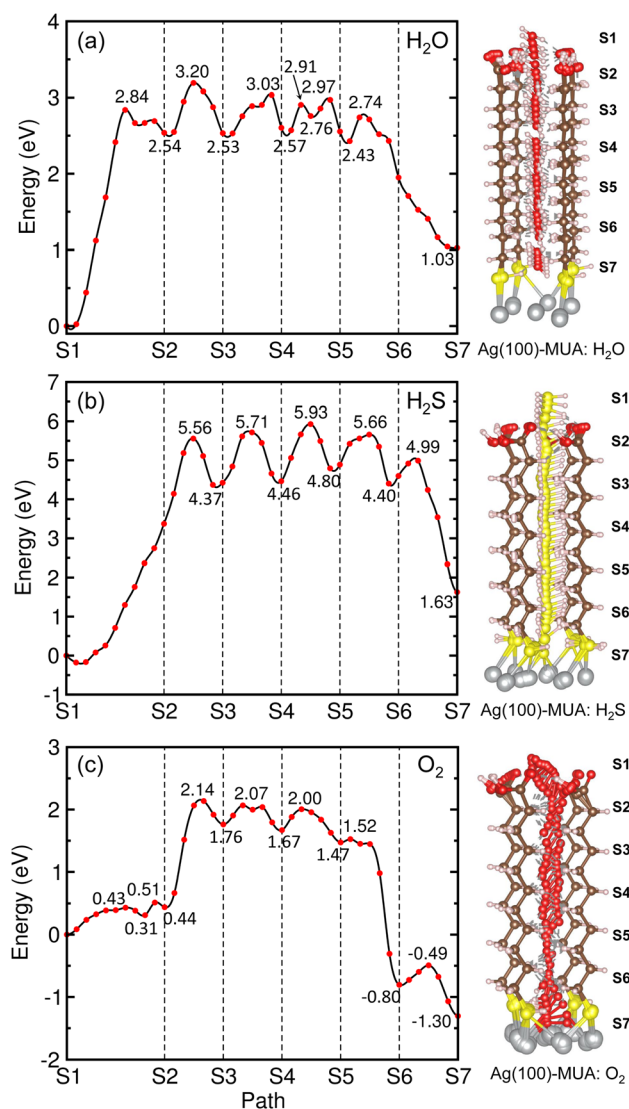 (a) H₂O
Energy (eV)
4
3
2
1
0
2.84
3.20
3.03
2.91
2.97
2.74
2.54
2.53
2.57
2.76
2.43
1.03
S1 S2 S3 S4 S5 S6 S7
S1
S2
S3
S4
S5
S6
S7
Ag(100)-MUA: H₂O
(b) H₂S
Energy (eV)
7
6
5
4
3
2
1
0
-1
5.56
5.71
5.93
5.66
4.99
4.37
4.46
4.80
4.40
1.63
S1 S2 S3 S4 S5 S6 S7
S1
S2
S3
S4
S5
S6
S7
Ag(100)-MUA: H₂S
(c) O₂
Energy (eV)
3
2
1
0
-1
-2
2.14
2.07
2.00
1.52
1.76
1.67
1.47
0.43
0.51
0.31
0.44
-0.49
-0.80
-1.30
S1 S2 S3 S4 S5 S6 S7
Path
S1
S2
S3
S4
S5
S6
S7
Ag(100)-MUA: O₂